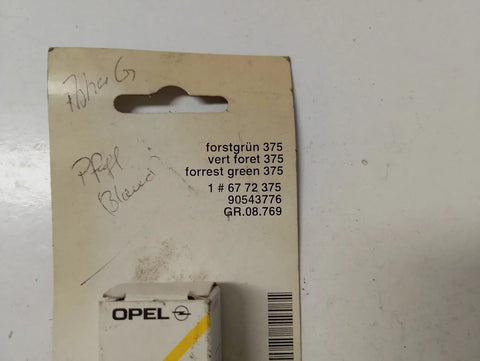 forstgrün 375
vert foret 375
forrest green 375
1 # 67 72 375
90543776
GR.08.769
OPEL